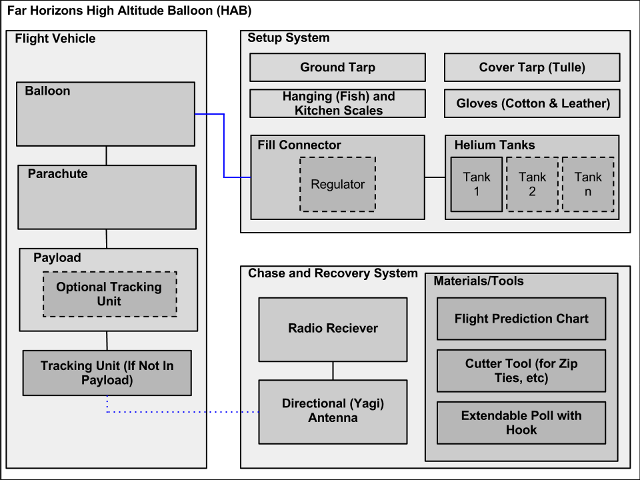 Far Horizons High Altitude Balloon (HAB)
Flight Vehicle
Balloon
Parachute
Payload
Optional Tracking
Unit
Tracking Unit (If Not In
Payload)
Setup System
Ground Tarp
Cover Tarp (Tulle)
Hanging (Fish) and
Kitchen Scales
Gloves (Cotton & Leather)
Fill Connector
Regulator
Helium Tanks
Tank
1
Tank
2
Tank
n
Chase and Recovery System
Radio Reciever
Directional (Yagi)
Antenna
Materials/Tools
Flight Prediction Chart
Cutter Tool (for Zip
Ties, etc)
Extendable Poll with
Hook